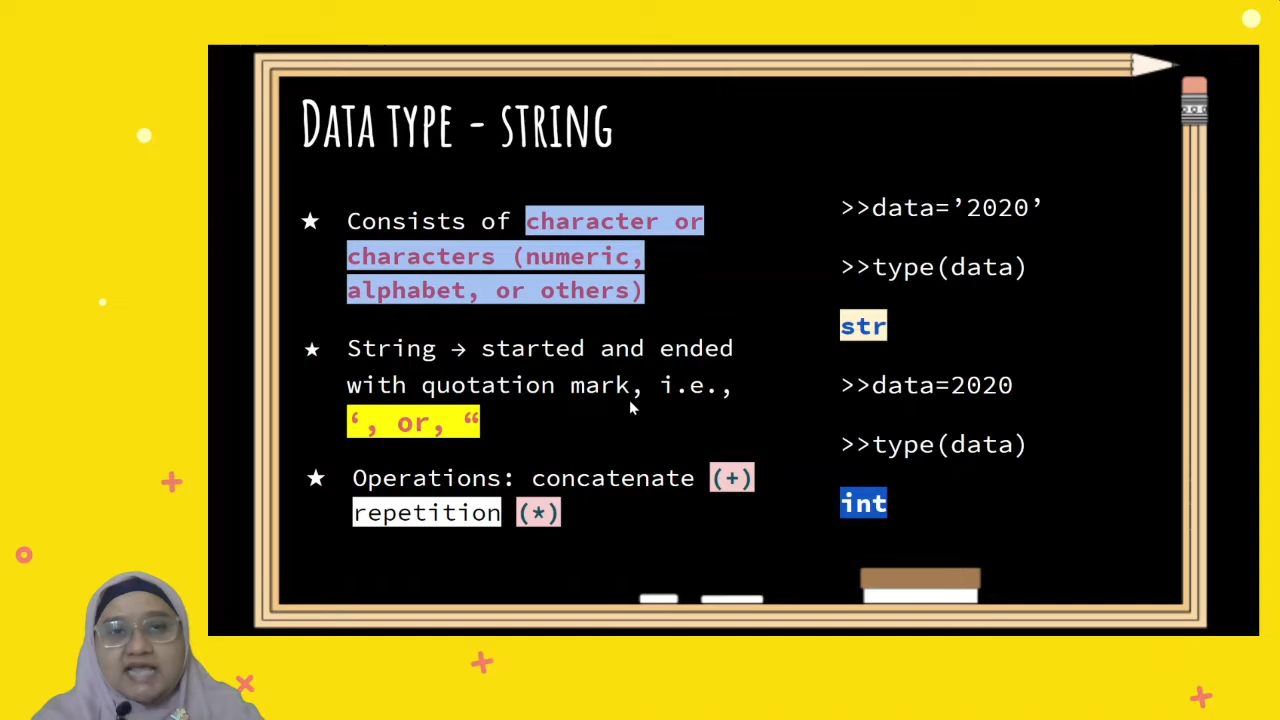 DATA TYPE - STRING
★ Consists of character or
characters (numeric,
alphabet, or others)
★ String → started and ended
with quotation mark, i.e.,
‘, or, “
★ Operations: concatenate (+)
repetition (*)
>>data=’2020’
>>type(data)
str
>>data=2020
>>type(data)
int